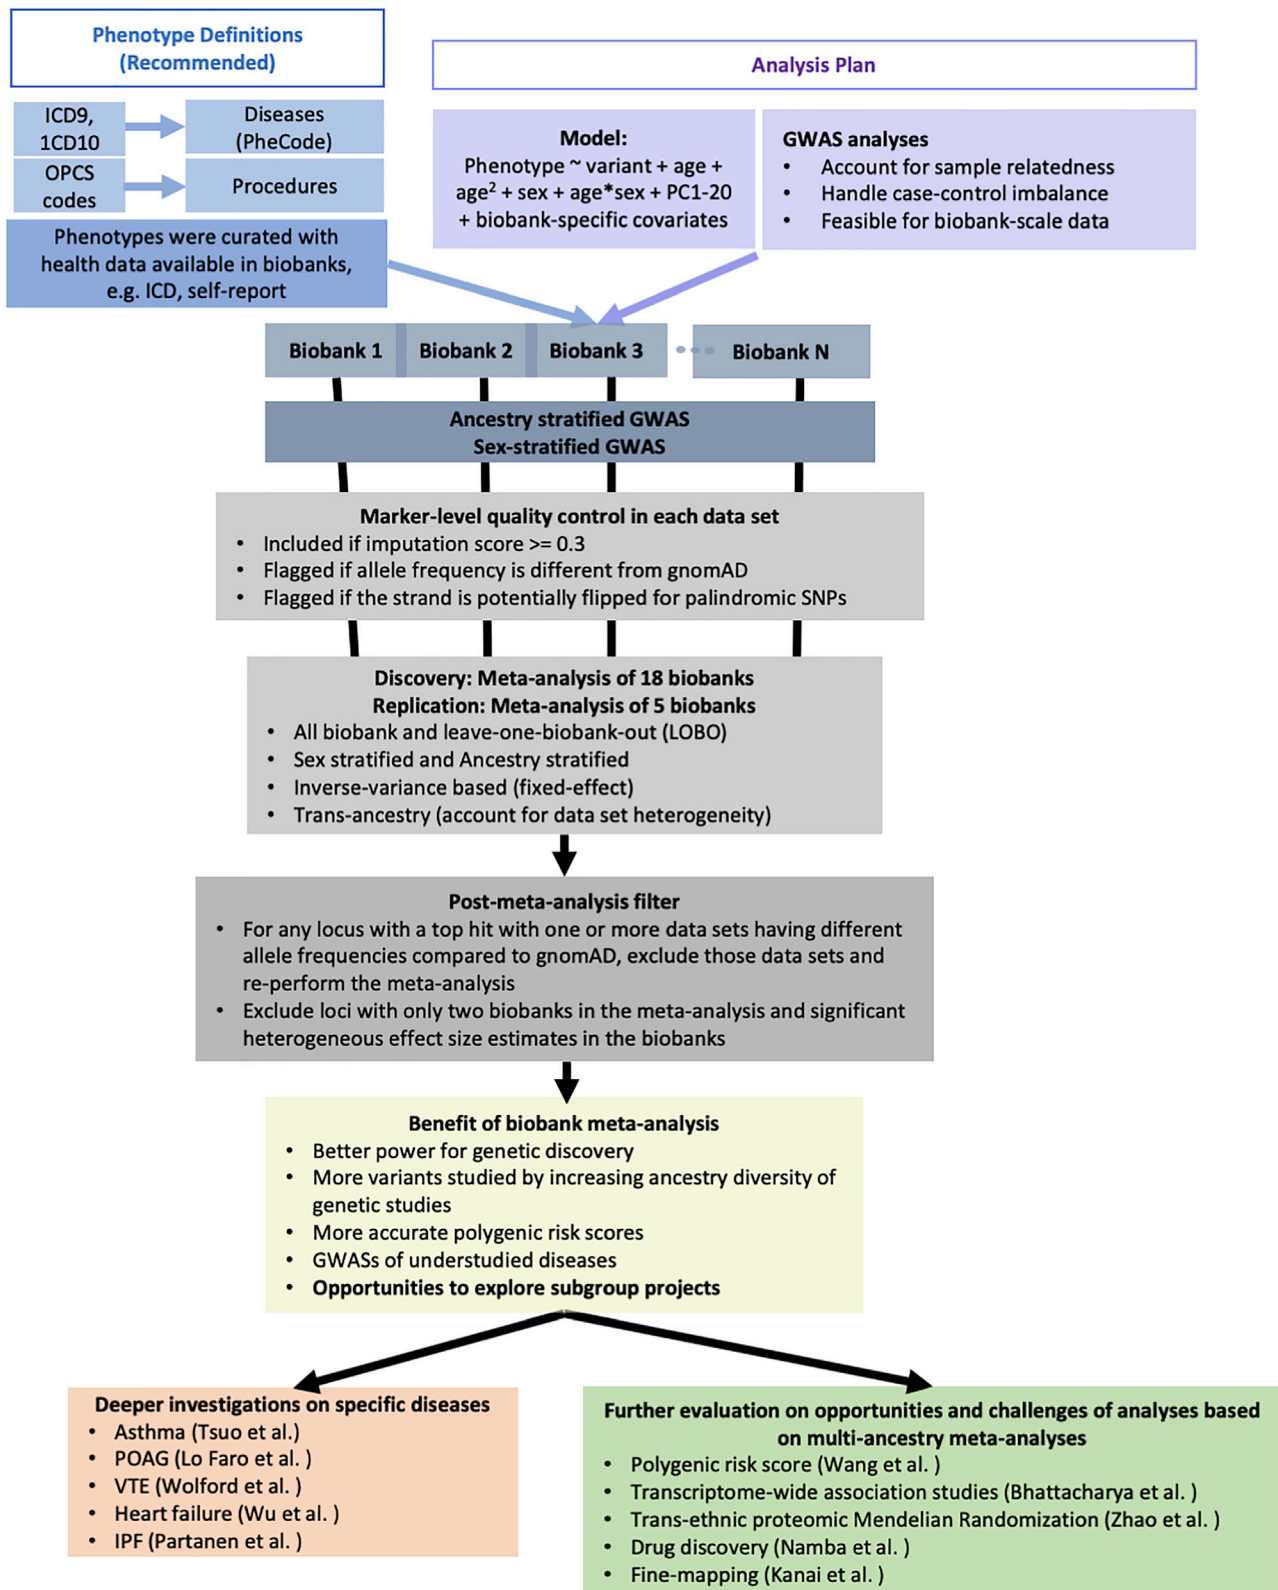 Phenotype Definitions
(Recommended)
Analysis Plan
ICD9,
1CD10
Diseases
(PheCode)
OPCS
codes
Procedures
Phenotypes were curated with
health data available in biobanks,
e.g. ICD, self-report
Model:
Phenotype ~ variant + age +
age² + sex + age*sex + PC1-20
+ biobank-specific covariates
GWAS analyses
• Account for sample relatedness
• Handle case-control imbalance
• Feasible for biobank-scale data
Biobank 1
Biobank 2
Biobank 3
Biobank N
Ancestry stratified GWAS
Sex-stratified GWAS
Marker-level quality control in each data set
• Included if imputation score >= 0.3
• Flagged if allele frequency is different from gnomAD
• Flagged if the strand is potentially flipped for palindromic SNPs
Discovery: Meta-analysis of 18 biobanks
Replication: Meta-analysis of 5 biobanks
• All biobank and leave-one-biobank-out (LOBO)
• Sex stratified and Ancestry stratified
• Inverse-variance based (fixed-effect)
• Trans-ancestry (account for data set heterogeneity)
Post-meta-analysis filter
• For any locus with a top hit with one or more data sets having different
allele frequencies compared to gnomAD, exclude those data sets and
re-perform the meta-analysis
• Exclude loci with only two biobanks in the meta-analysis and significant
heterogeneous effect size estimates in the biobanks
Benefit of biobank meta-analysis
• Better power for genetic discovery
• More variants studied by increasing ancestry diversity of
genetic studies
• More accurate polygenic risk scores
• GWASs of understudied diseases
• Opportunities to explore subgroup projects
Deeper investigations on specific diseases
• Asthma (Tsuo et al.)
• POAG (Lo Faro et al. )
• VTE (Wolford et al. )
• Heart failure (Wu et al. )
• IPF (Partanen et al. )
Further evaluation on opportunities and challenges of analyses based
on multi-ancestry meta-analyses
• Polygenic risk score (Wang et al. )
• Transcriptome-wide association studies (Bhattacharya et al. )
• Trans-ethnic proteomic Mendelian Randomization (Zhao et al. )
• Drug discovery (Namba et al. )
• Fine-mapping (Kanai et al. )